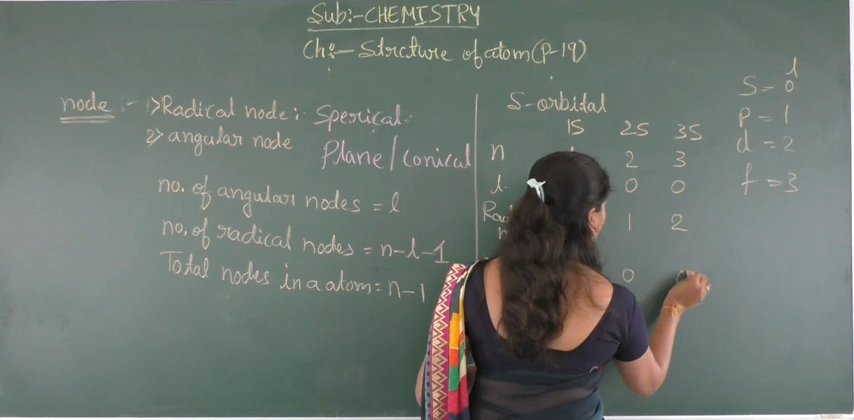 Sub:- CHEMISTRY
Ch:- Strcture of atom (P-19)
node :- 1> Radical node :- Sperical.
2> angular node Plane/conical
no. of angular nodes = l
no. of radical nodes = n-l-1
Total nodes in a atom = n-1
S-orbital
1S 2S 3S
n 2 3
l 0 0
1 2
0
l
S = 0
P = 1
d = 2
f = 3